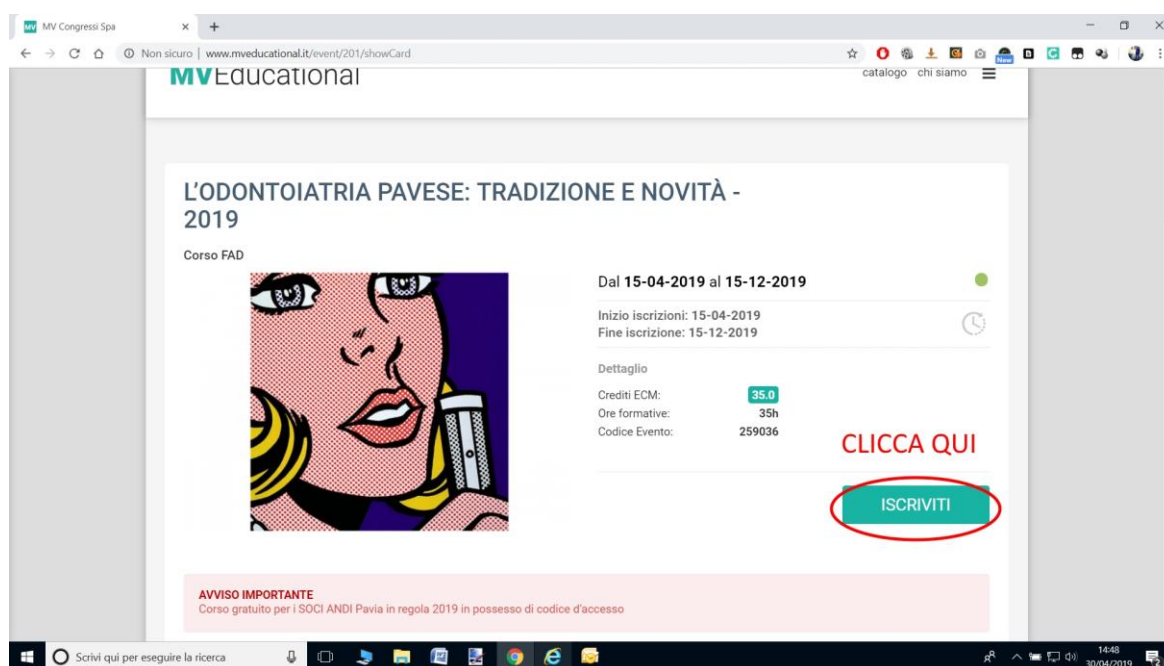 MV MV Congressi Spa
Non sicuro | www.mveducational.it/event/201/showCard
New
MVEducational
catalogo chi siamo
L'ODONTOIATRIA PAVESE: TRADIZIONE E NOVITÀ -
2019
Corso FAD
Dal 15-04-2019 al 15-12-2019
Inizio iscrizioni: 15-04-2019
Fine iscrizione: 15-12-2019
Dettaglio
Crediti ECM: 35.0
Ore formative: 35h
Codice Evento: 259036
CLICCA QUI
ISCRIVITI
AVVISO IMPORTANTE
Corso gratuito per i SOCI ANDI Pavia in regola 2019 in possesso di codice d'accesso
Scrivi qui per eseguire la ricerca
14:48
30/04/2019